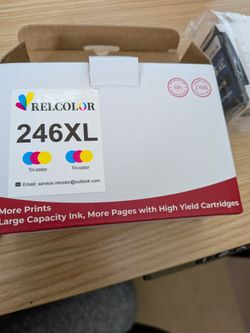 RELCOLOR
246XL
Tri-color Tri-color
Email: service.relcolor@outlook.com
More Prints
Large Capacity Ink, More Pages with High Yield Cartridges